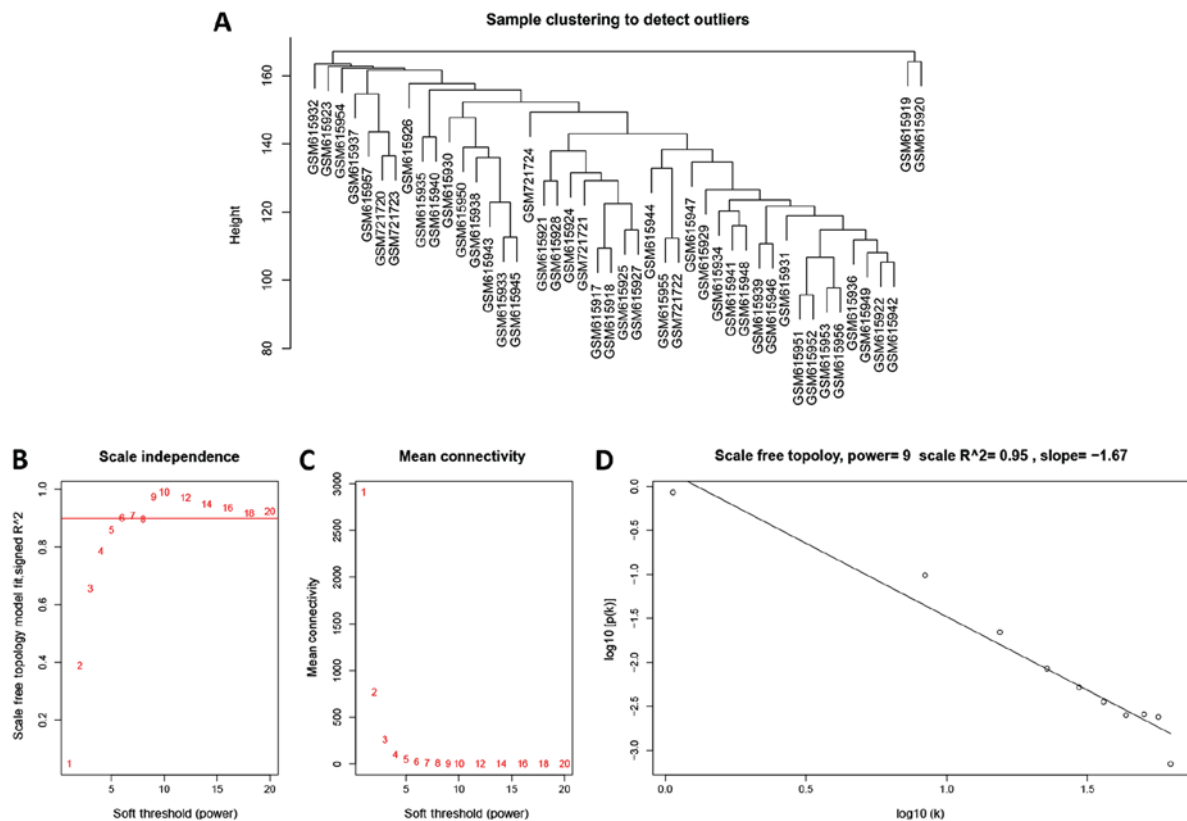 A
Sample clustering to detect outliers
Height
160
140
120
100
80
GSM615932
GSM615923
GSM615954
GSM615937
GSM615957
GSM721720
GSM721723
GSM615926
GSM615935
GSM615940
GSM615930
GSM615950
GSM615938
GSM615943
GSM615933
GSM615945
GSM721724
GSM615921
GSM615928
GSM615924
GSM721721
GSM615917
GSM615918
GSM615925
GSM615927
GSM615944
GSM615955
GSM721722
GSM615947
GSM615929
GSM615934
GSM615941
GSM615948
GSM615939
GSM615946
GSM615931
GSM615951
GSM615952
GSM615953
GSM615956
GSM615936
GSM615949
GSM615922
GSM615942
GSM615919
GSM615920
B
Scale independence
Scale free topology model fit,signed R^2
1.0
0.8
0.6
0.4
0.2
1
2
3
4
5
6
7
8
9
10
12
14
16
18
20
5
10
15
20
Soft threshold (power)
C
Mean connectivity
Mean connectivity
3000
2500
2000
1500
1000
500
0
1
2
3
4
5
6
7
8
9
10
12
14
16
18
20
5
10
15
20
Soft threshold (power)
D
Scale free topoloy, power= 9 scale R^2= 0.95 , slope= −1.67
log10 [p(k)]
0.0
−0.5
−1.0
−1.5
−2.0
−2.5
−3.0
0.0
0.5
1.0
1.5
log10 (k)